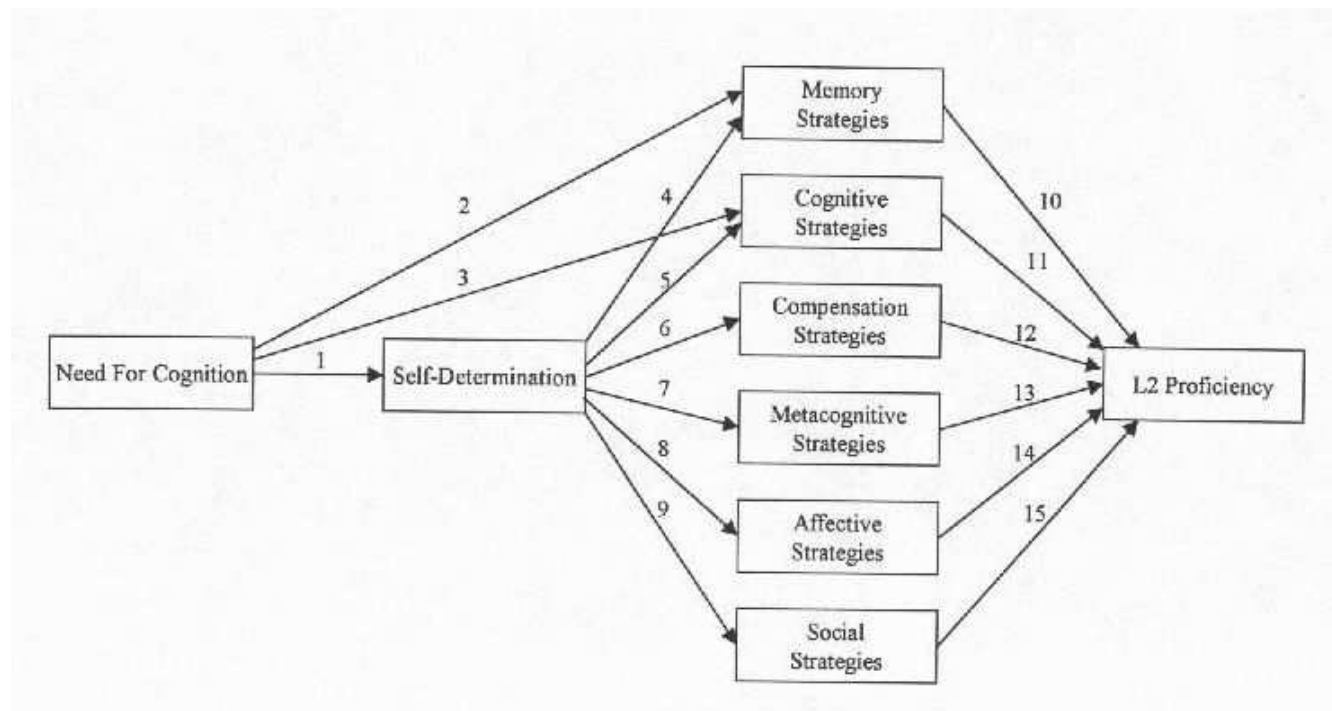 Memory
Strategies
2
4
10
Cognitive
Strategies
3
5
11
Compensation
Strategies
6
12
Need For Cognition
1
Self-Determination
L2 Proficiency
7
13
Metacognitive
Strategies
8
14
9
Affective
Strategies
15
Social
Strategies